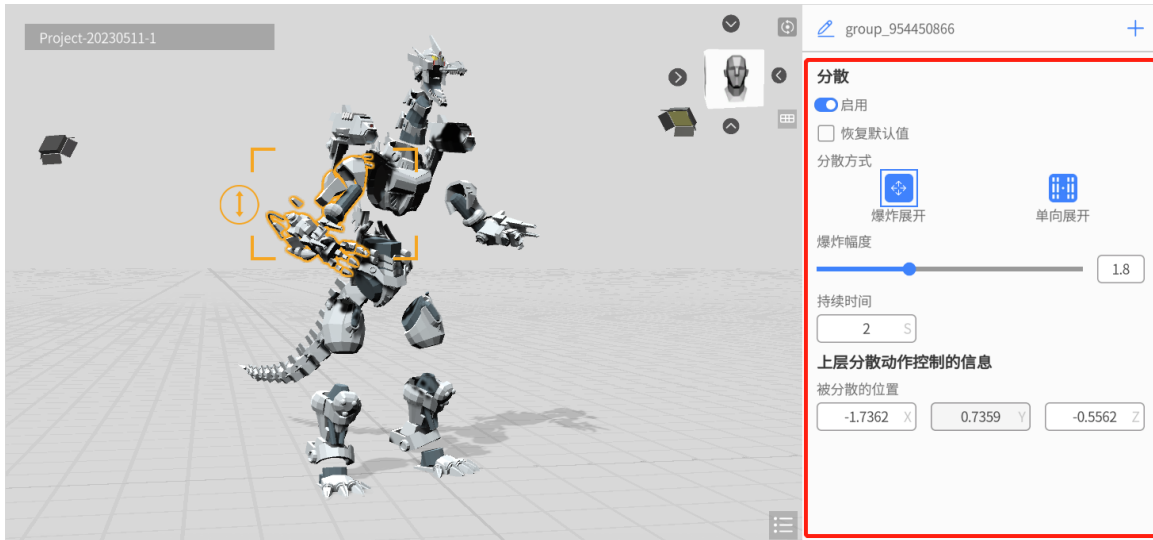 Project-20230511-1
group_954450866
分散
启用
恢复默认值
分散方式
爆炸展开 单向展开
爆炸幅度
1.8
持续时间
2 S
上层分散动作控制的信息
被分散的位置
-1.7362 X 0.7359 Y -0.5562 Z